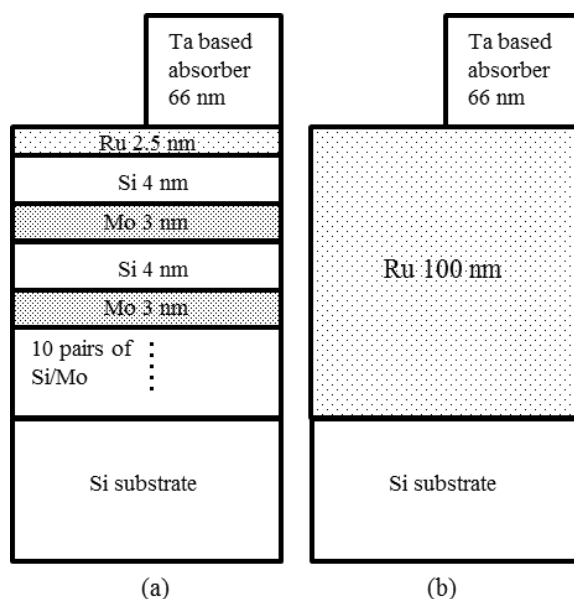 Ta based
absorber
66 nm
Ru 2.5 nm
Si 4 nm
Mo 3 nm
Si 4 nm
Mo 3 nm
10 pairs of
Si/Mo
Si substrate
(a)
Ta based
absorber
66 nm
Ru 100 nm
Si substrate
(b)